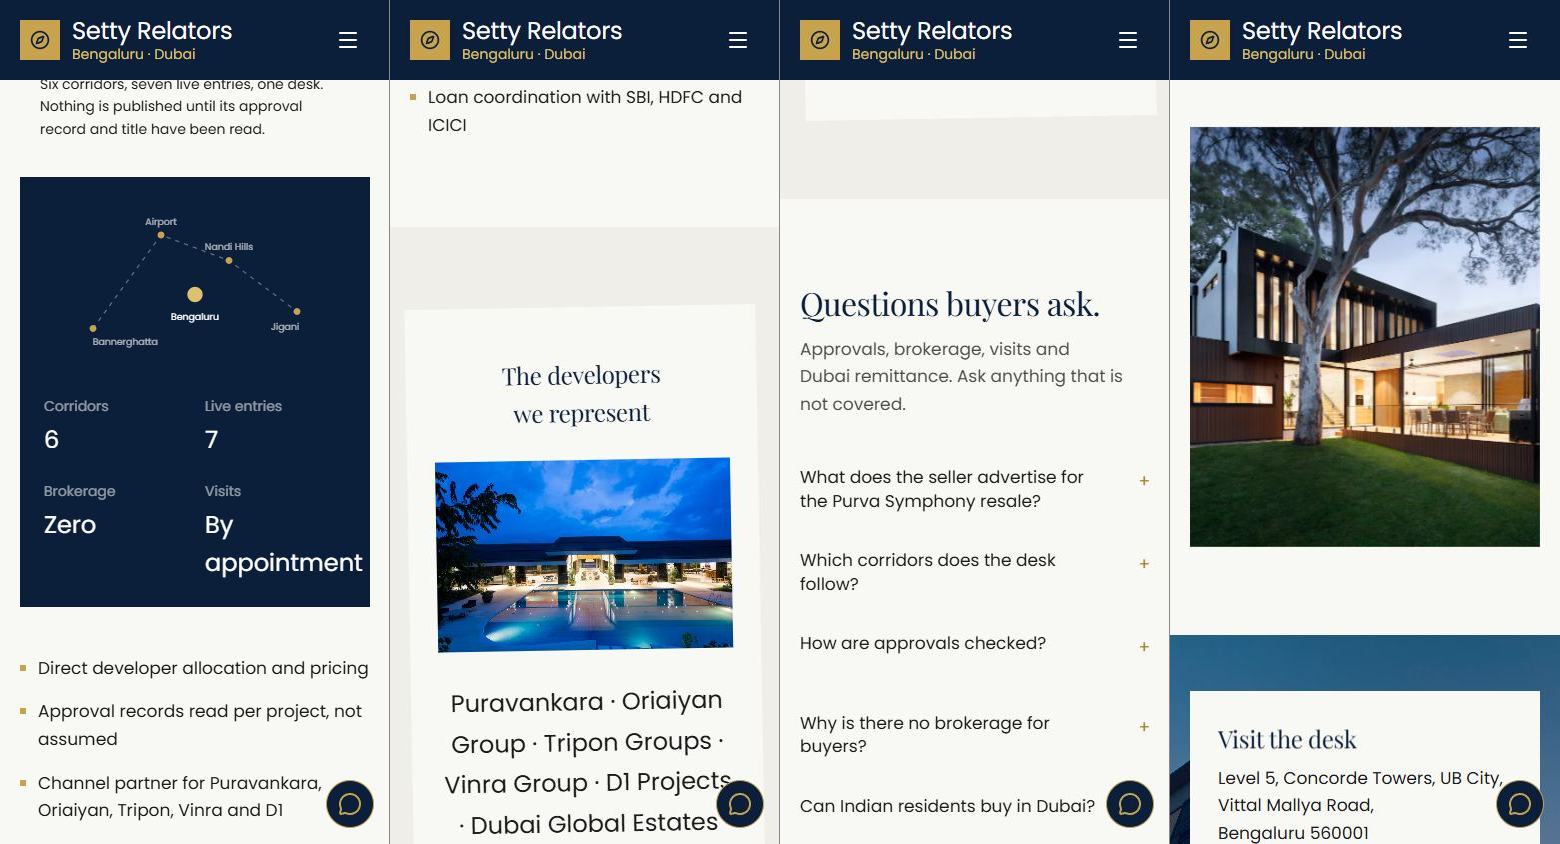 Setty Relators
Bengaluru · Dubai
Six corridors, seven live entries, one desk.
Nothing is published until its approval
record and title have been read.
Airport
Nandi Hills
Bengaluru
Jigani
Bannerghatta
Corridors
6
Live entries
7
Brokerage
Zero
Visits
By
appointment
Direct developer allocation and pricing
Approval records read per project, not
assumed
Channel partner for Puravankara,
Oriaiyan, Tripon, Vinra and D1
Setty Relators
Bengaluru · Dubai
Loan coordination with SBI, HDFC and
ICICI
The developers
we represent
Puravankara · Oriaiyan
Group · Tripon Groups ·
Vinra Group · D1 Projects
· Dubai Global Estates
Setty Relators
Bengaluru · Dubai
Questions buyers ask.
Approvals, brokerage, visits and
Dubai remittance. Ask anything that is
not covered.
What does the seller advertise for
the Purva Symphony resale?
+
Which corridors does the desk
follow?
+
How are approvals checked?
+
Why is there no brokerage for
buyers?
+
Can Indian residents buy in Dubai?
Setty Relators
Bengaluru · Dubai
Visit the desk
Level 5, Concorde Towers, UB City,
Vittal Mallya Road,
Bengaluru 560001